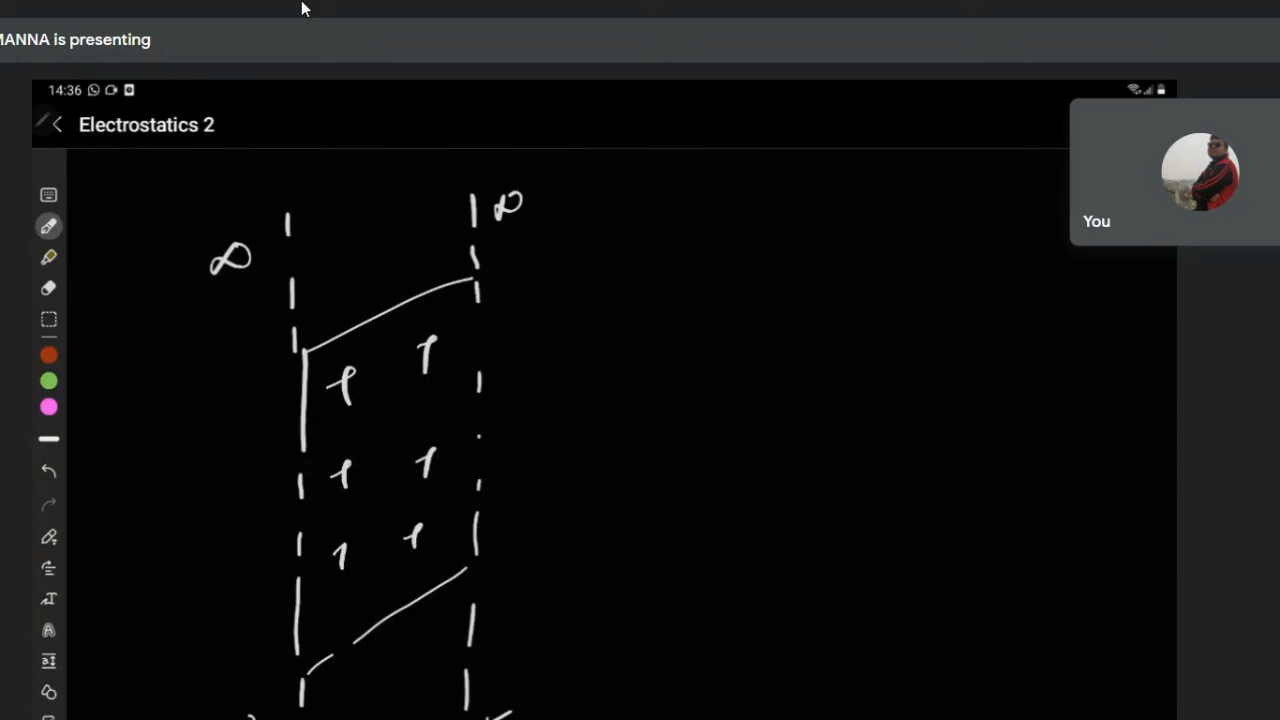 MANNA is presenting
14:36
Electrostatics 2
You
∞
∞
+ +
+ +
+ +